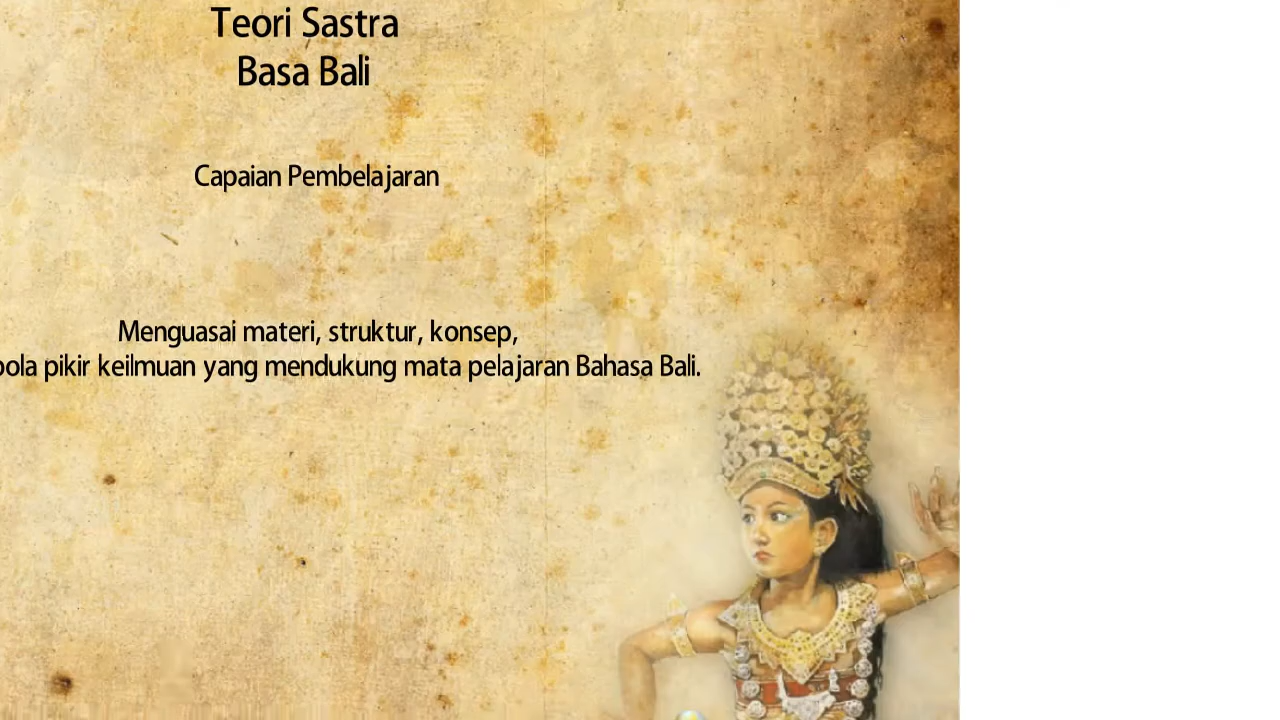 Teori Sastra
Basa Bali
Capaian Pembelajaran
Menguasai materi, struktur, konsep,
pola pikir keilmuan yang mendukung mata pelajaran Bahasa Bali.